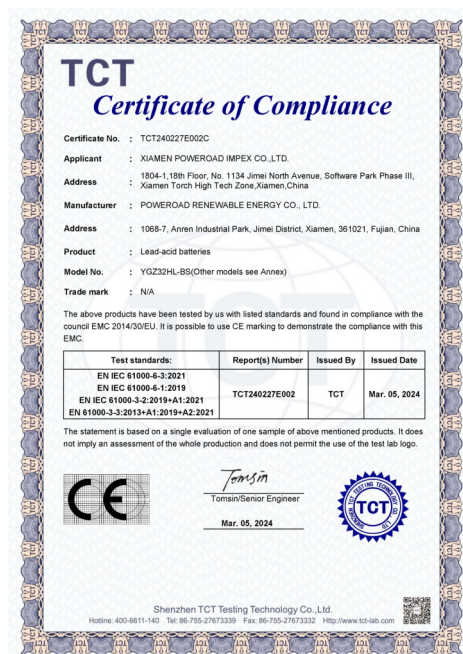 TCT
Certificate of Compliance
Certificate No. : TCT240227E002C
Applicant : XIAMEN POWEROAD IMPEX CO.,LTD.
Address : 1804-1,18th Floor, No. 1134 Jimei North Avenue, Software Park Phase III,
Xiamen Torch High Tech Zone,Xiamen,China
Manufacturer : POWEROAD RENEWABLE ENERGY CO., LTD.
Address : 1068-7, Anren Industrial Park, Jimei District, Xiamen, 361021, Fujian, China
Product : Lead-acid batteries
Model No. : YGZ32HL-BS(Other models see Annex)
Trade mark : N/A
The above products have been tested by us with listed standards and found in compliance with the
council EMC 2014/30/EU. It is possible to use CE marking to demonstrate the compliance with this
EMC.
Test standards: Report(s) Number Issued By Issued Date
EN IEC 61000-6-3:2021
EN IEC 61000-6-1:2019
EN IEC 61000-3-2:2019+A1:2021
EN 61000-3-3:2013+A1:2019+A2:2021
TCT240227E002 TCT Mar. 05, 2024
The statement is based on a single evaluation of one sample of above mentioned products. It does
not imply an assessment of the whole production and does not permit the use of the test lab logo.
CE
Tomsin
Tomsin/Senior Engineer
Mar. 05, 2024
SHENZHEN TCT TESTING TECHNOLOGY CO LTD
TCT
Shenzhen TCT Testing Technology Co.,Ltd.
Hotline: 400-6611-140 Tel: 86-755-27673339 Fax: 86-755-27673332 Http://www.tct-lab.com